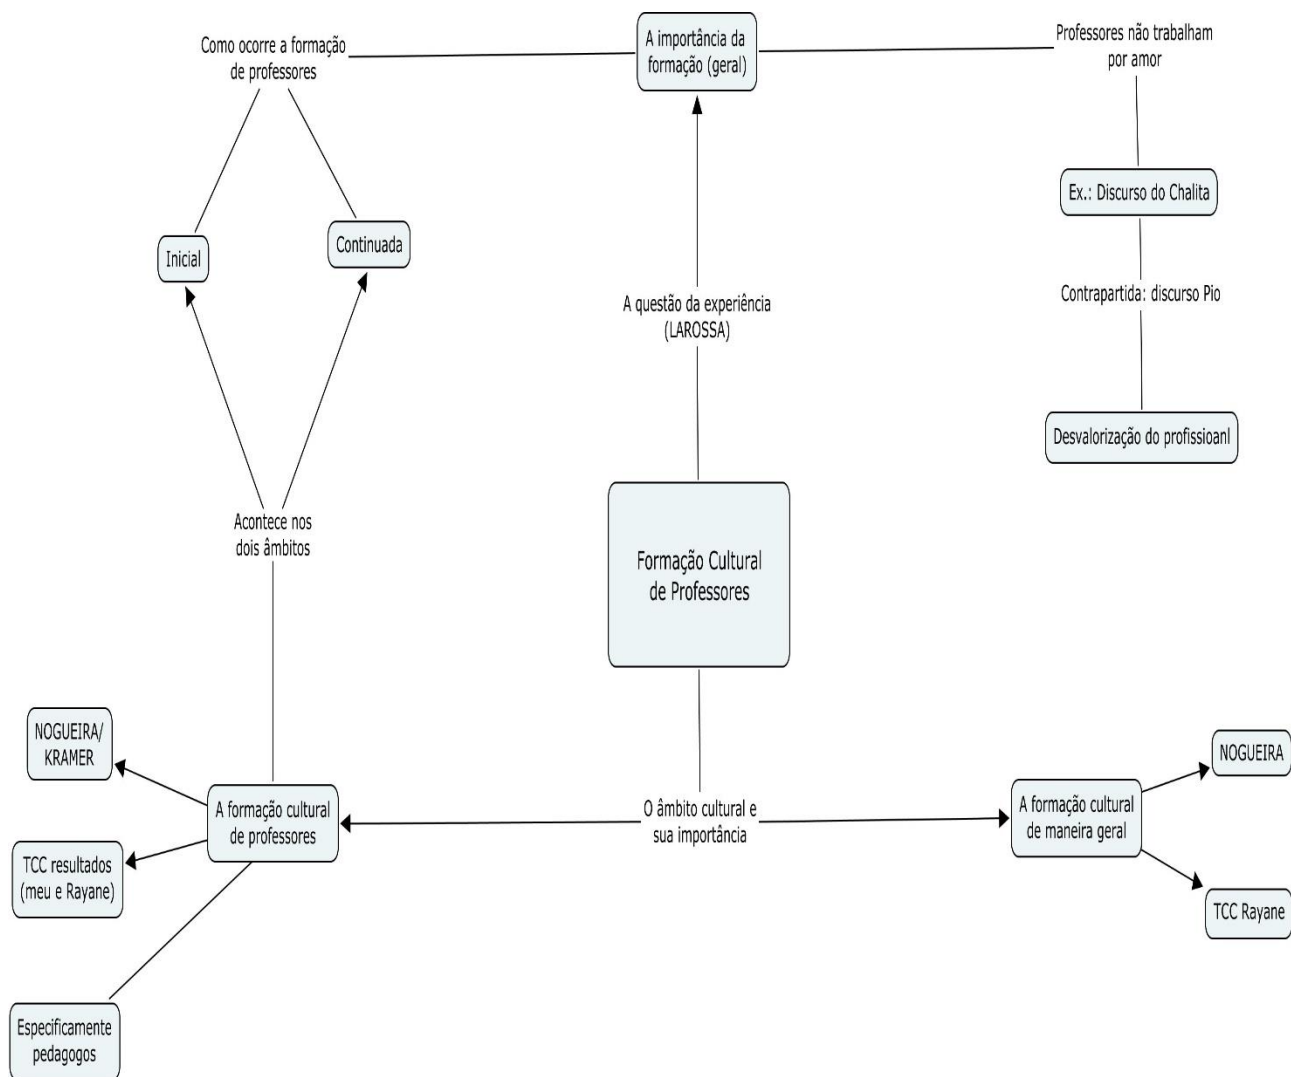 Como ocorre a formação
de professores
A importância da
formação (geral)
Professores não trabalham
por amor
Ex.: Discurso do Chalita
Inicial
Continuada
A questão da experiência
(LAROSSA)
Contrapartida: discurso Pio
Desvalorização do profissioanl
Acontece nos
dois âmbitos
Formação Cultural
de Professores
NOGUEIRA/
KRAMER
A formação cultural
de professores
TCC resultados
(meu e Rayane)
Especificamente
pedagogos
O âmbito cultural e
sua importância
A formação cultural
de maneira geral
NOGUEIRA
TCC Rayane